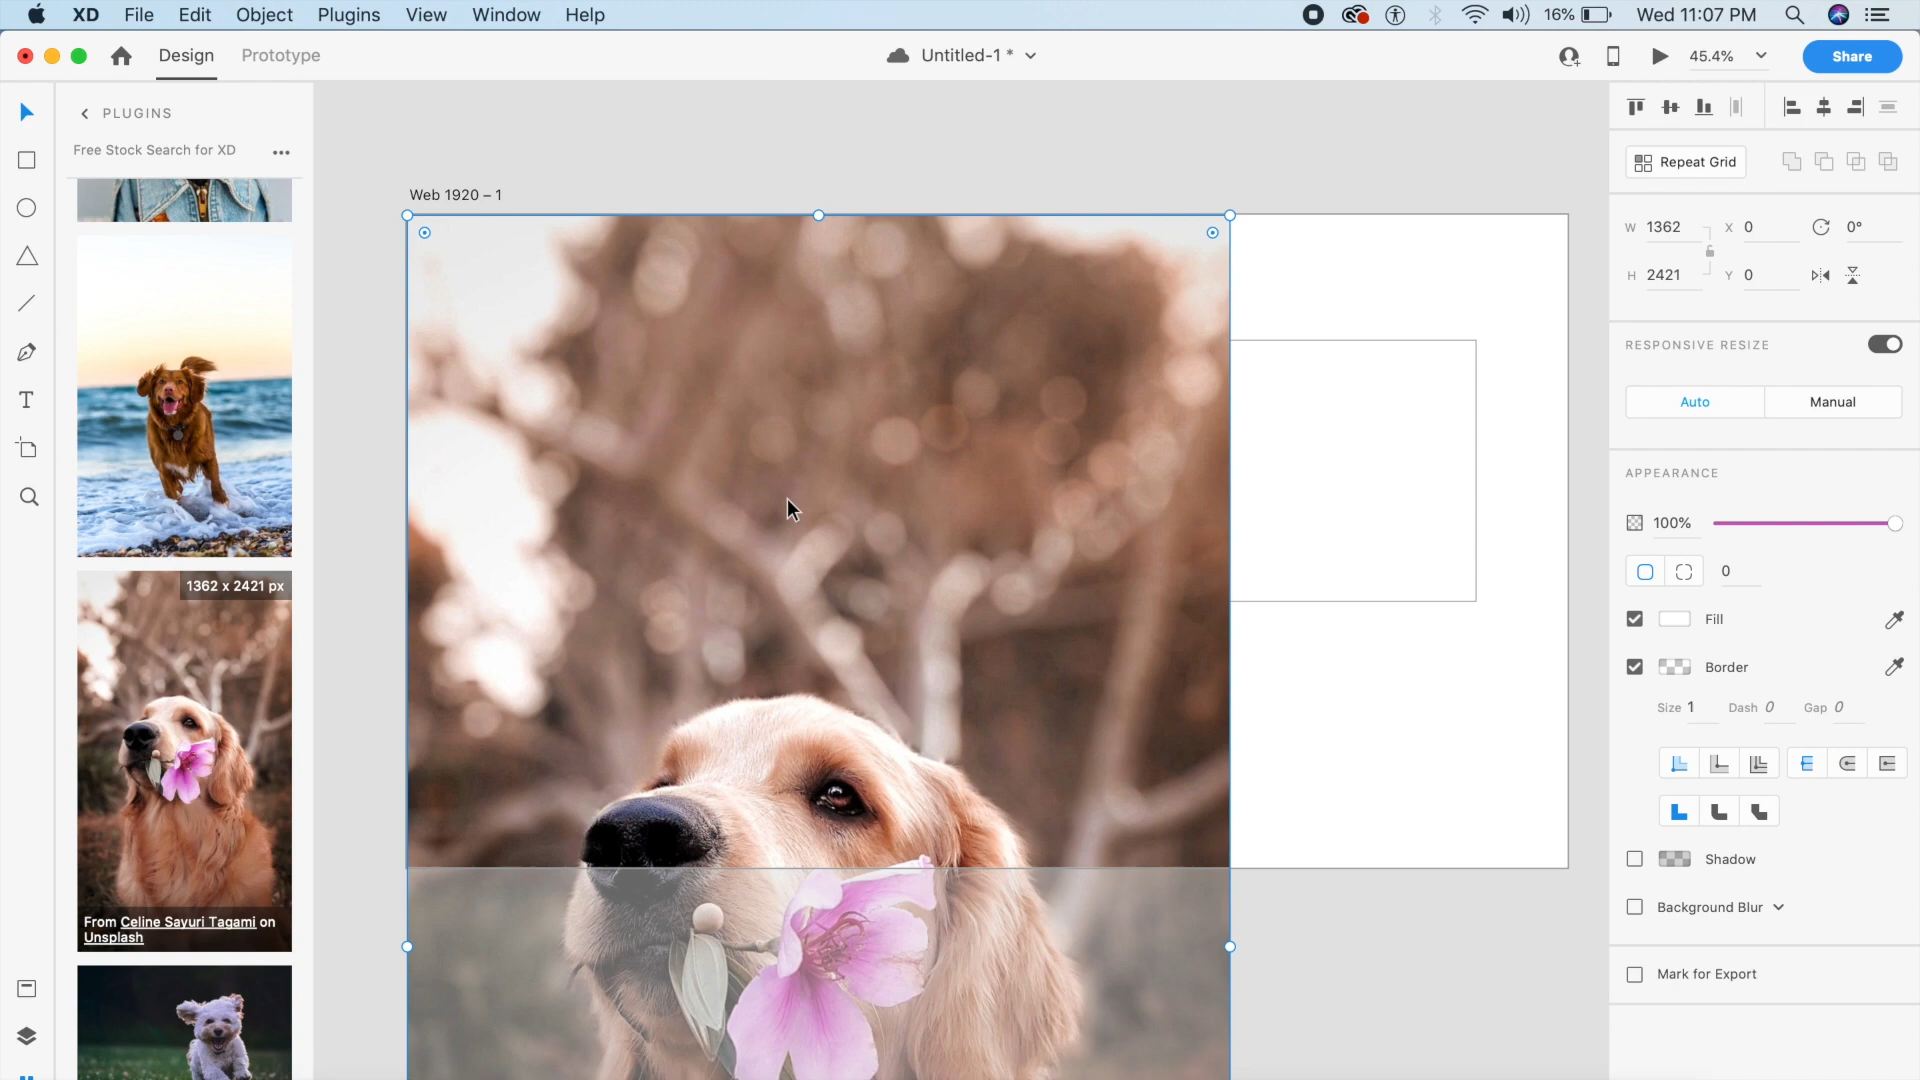 XD File Edit Object Plugins View Window Help 16% Wed 11:07 PM
Design Prototype Untitled-1 * 45.4% Share
PLUGINS
Free Stock Search for XD ...
1362 x 2421 px
From Celine Sayuri Tagami on
Unsplash
Web 1920 – 1
Repeat Grid
W 1362 X 0 0°
H 2421 Y 0
RESPONSIVE RESIZE
Auto Manual
APPEARANCE
100%
0
Fill
Border
Size 1 Dash 0 Gap 0
Shadow
Background Blur
Mark for Export